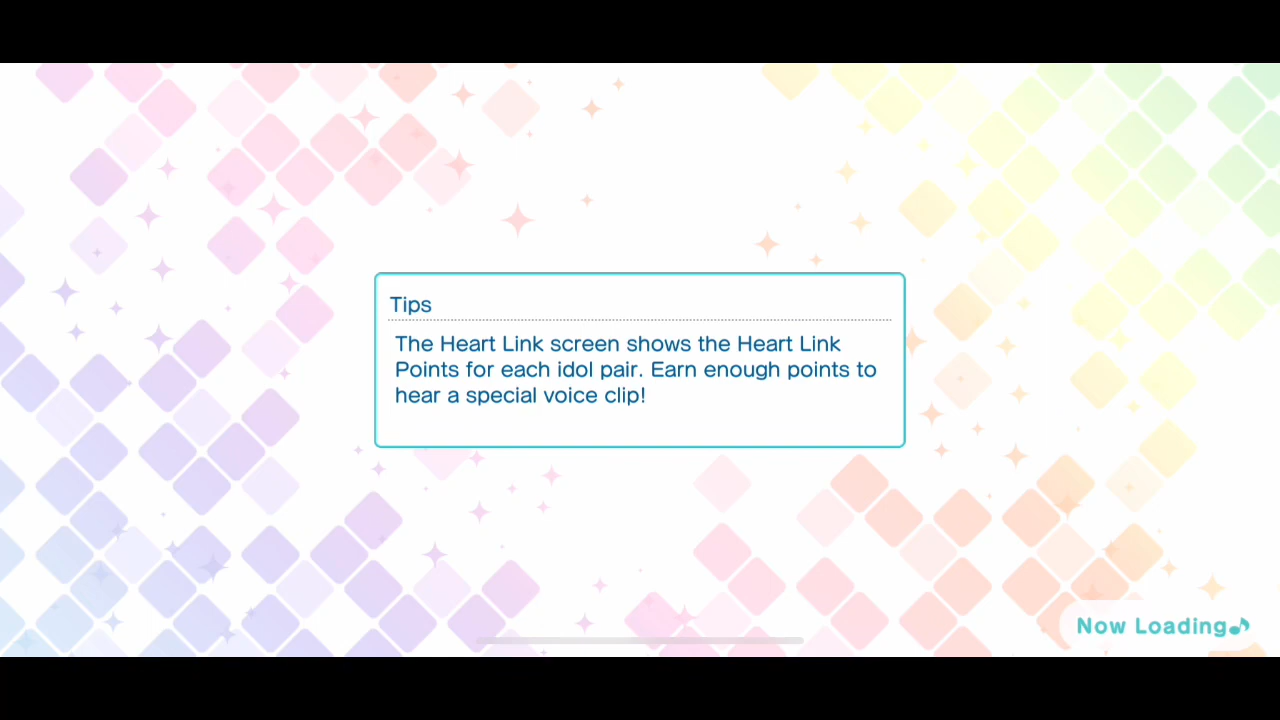 Tips
The Heart Link screen shows the Heart Link
Points for each idol pair. Earn enough points to
hear a special voice clip!
Now Loading♪